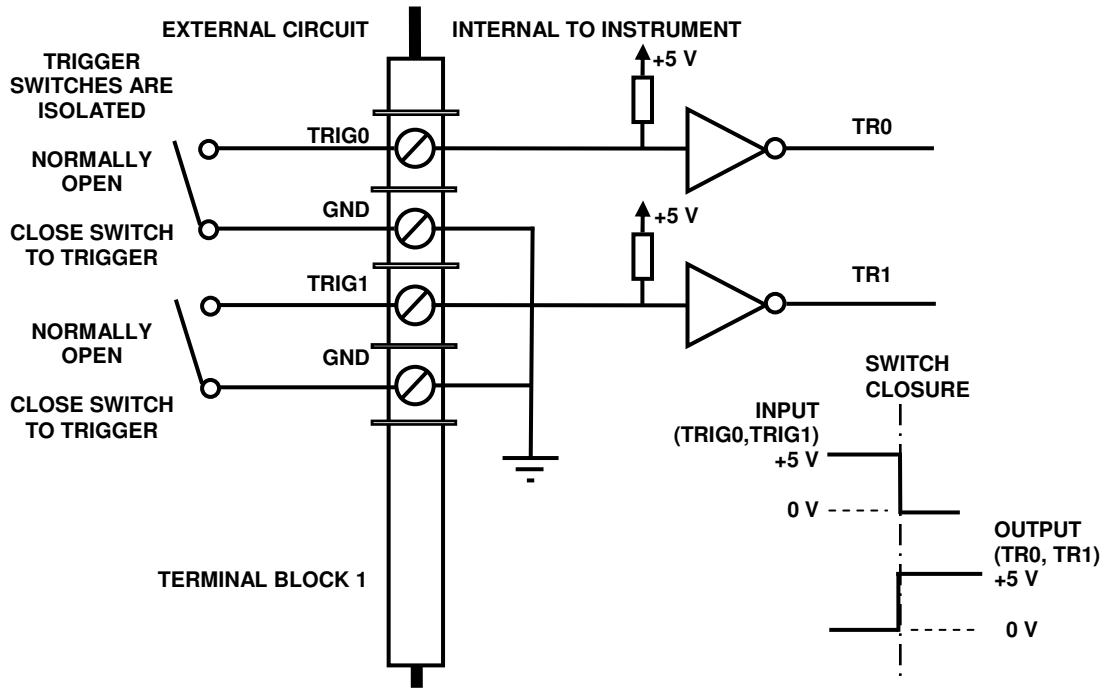 EXTERNAL CIRCUIT
INTERNAL TO INSTRUMENT
TRIGGER
SWITCHES ARE
ISOLATED
+5 V
TRIG0
TR0
NORMALLY
OPEN
GND
+5 V
CLOSE SWITCH
TO TRIGGER
TRIG1
TR1
NORMALLY
OPEN
GND
CLOSE SWITCH
TO TRIGGER
SWITCH
CLOSURE
INPUT
(TRIG0,TRIG1)
+5 V
0 V
OUTPUT
(TR0, TR1)
+5 V
0 V
TERMINAL BLOCK 1